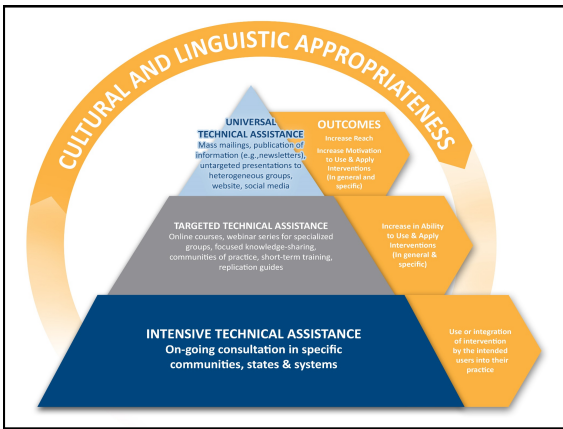 CULTURAL AND LINGUISTIC APPROPRIATENESS
UNIVERSAL
TECHNICAL ASSISTANCE
Mass mailings, publication of
information (e.g.,newsletters),
untargeted presentations to
heterogeneous groups,
website, social media
OUTCOMES
Increase Reach
Increase Motivation
to Use & Apply
Interventions
(In general and
specific)
TARGETED TECHNICAL ASSISTANCE
Online courses, webinar series for specialized
groups, focused knowledge-sharing,
communities of practice, short-term training,
replication guides
Increase in Ability
to Use & Apply
Interventions
(In general &
specific)
INTENSIVE TECHNICAL ASSISTANCE
On-going consultation in specific
communities, states & systems
Use or integration
of intervention
by the intended
users into their
practice